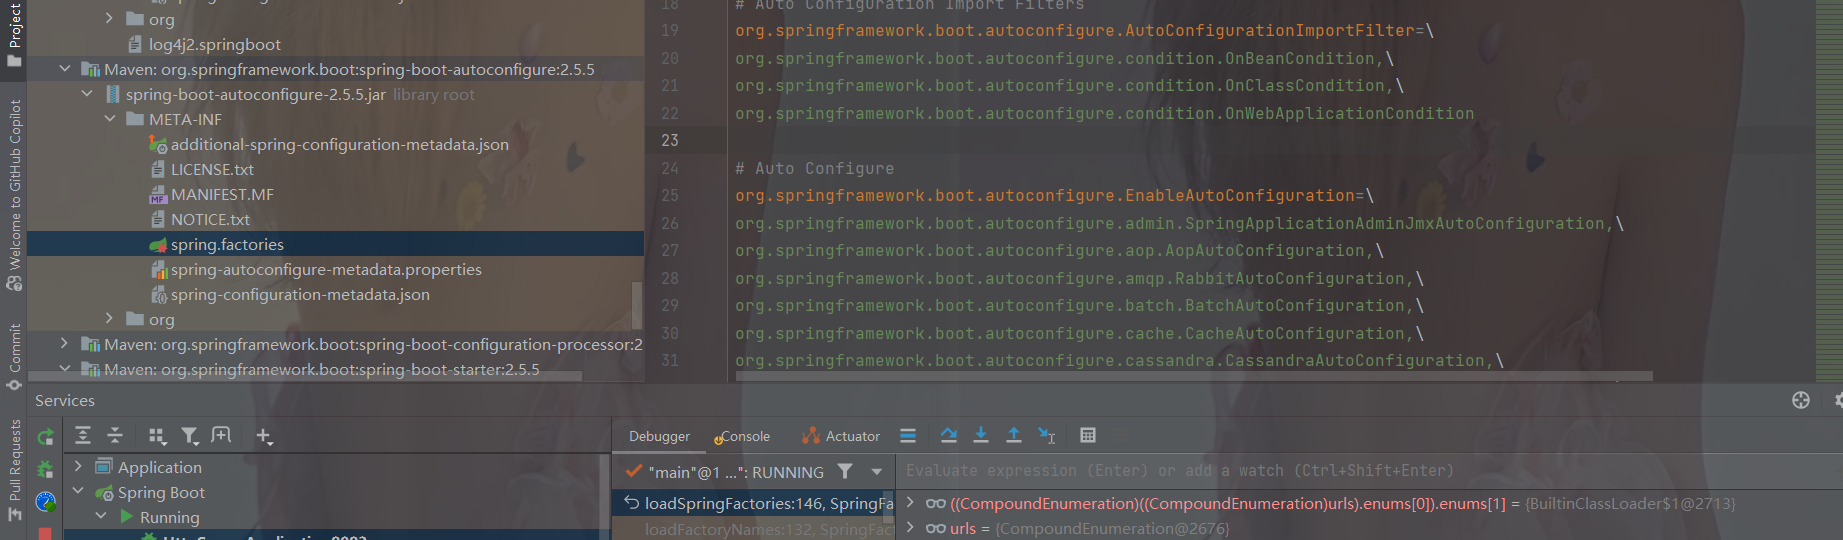 Project
Welcome to GitHub Copilot
Commit
Pull Requests
org
log4j2.springboot
Maven: org.springframework.boot:spring-boot-autoconfigure:2.5.5
spring-boot-autoconfigure-2.5.5.jar library root
META-INF
additional-spring-configuration-metadata.json
LICENSE.txt
MANIFEST.MF
NOTICE.txt
spring.factories
spring-autoconfigure-metadata.properties
spring-configuration-metadata.json
org
Maven: org.springframework.boot:spring-boot-configuration-processor:2
Maven: org.springframework.boot:spring-boot-starter:2.5.5
18 # Auto Configuration Import Filters
19 org.springframework.boot.autoconfigure.AutoConfigurationImportFilter=\
20 org.springframework.boot.autoconfigure.condition.OnBeanCondition,\
21 org.springframework.boot.autoconfigure.condition.OnClassCondition,\
22 org.springframework.boot.autoconfigure.condition.OnWebApplicationCondition
23
24 # Auto Configure
25 org.springframework.boot.autoconfigure.EnableAutoConfiguration=\
26 org.springframework.boot.autoconfigure.admin.SpringApplicationAdminJmxAutoConfiguration,\
27 org.springframework.boot.autoconfigure.aop.AopAutoConfiguration,\
28 org.springframework.boot.autoconfigure.amqp.RabbitAutoConfiguration,\
29 org.springframework.boot.autoconfigure.batch.BatchAutoConfiguration,\
30 org.springframework.boot.autoconfigure.cache.CacheAutoConfiguration,\
31 org.springframework.boot.autoconfigure.cassandra.CassandraAutoConfiguration,\
Services
Application
Spring Boot
Running
Debugger Console Actuator
"main"@1 ...": RUNNING
loadSpringFactories:146, SpringFa
loadFactoryNames:132, SpringFac
Evaluate expression (Enter) or add a watch (Ctrl+Shift+Enter)
((CompoundEnumeration)((CompoundEnumeration)urls).enums[0]).enums[1] = {BuiltinClassLoader$1@2713}
urls = {CompoundEnumeration@2676}